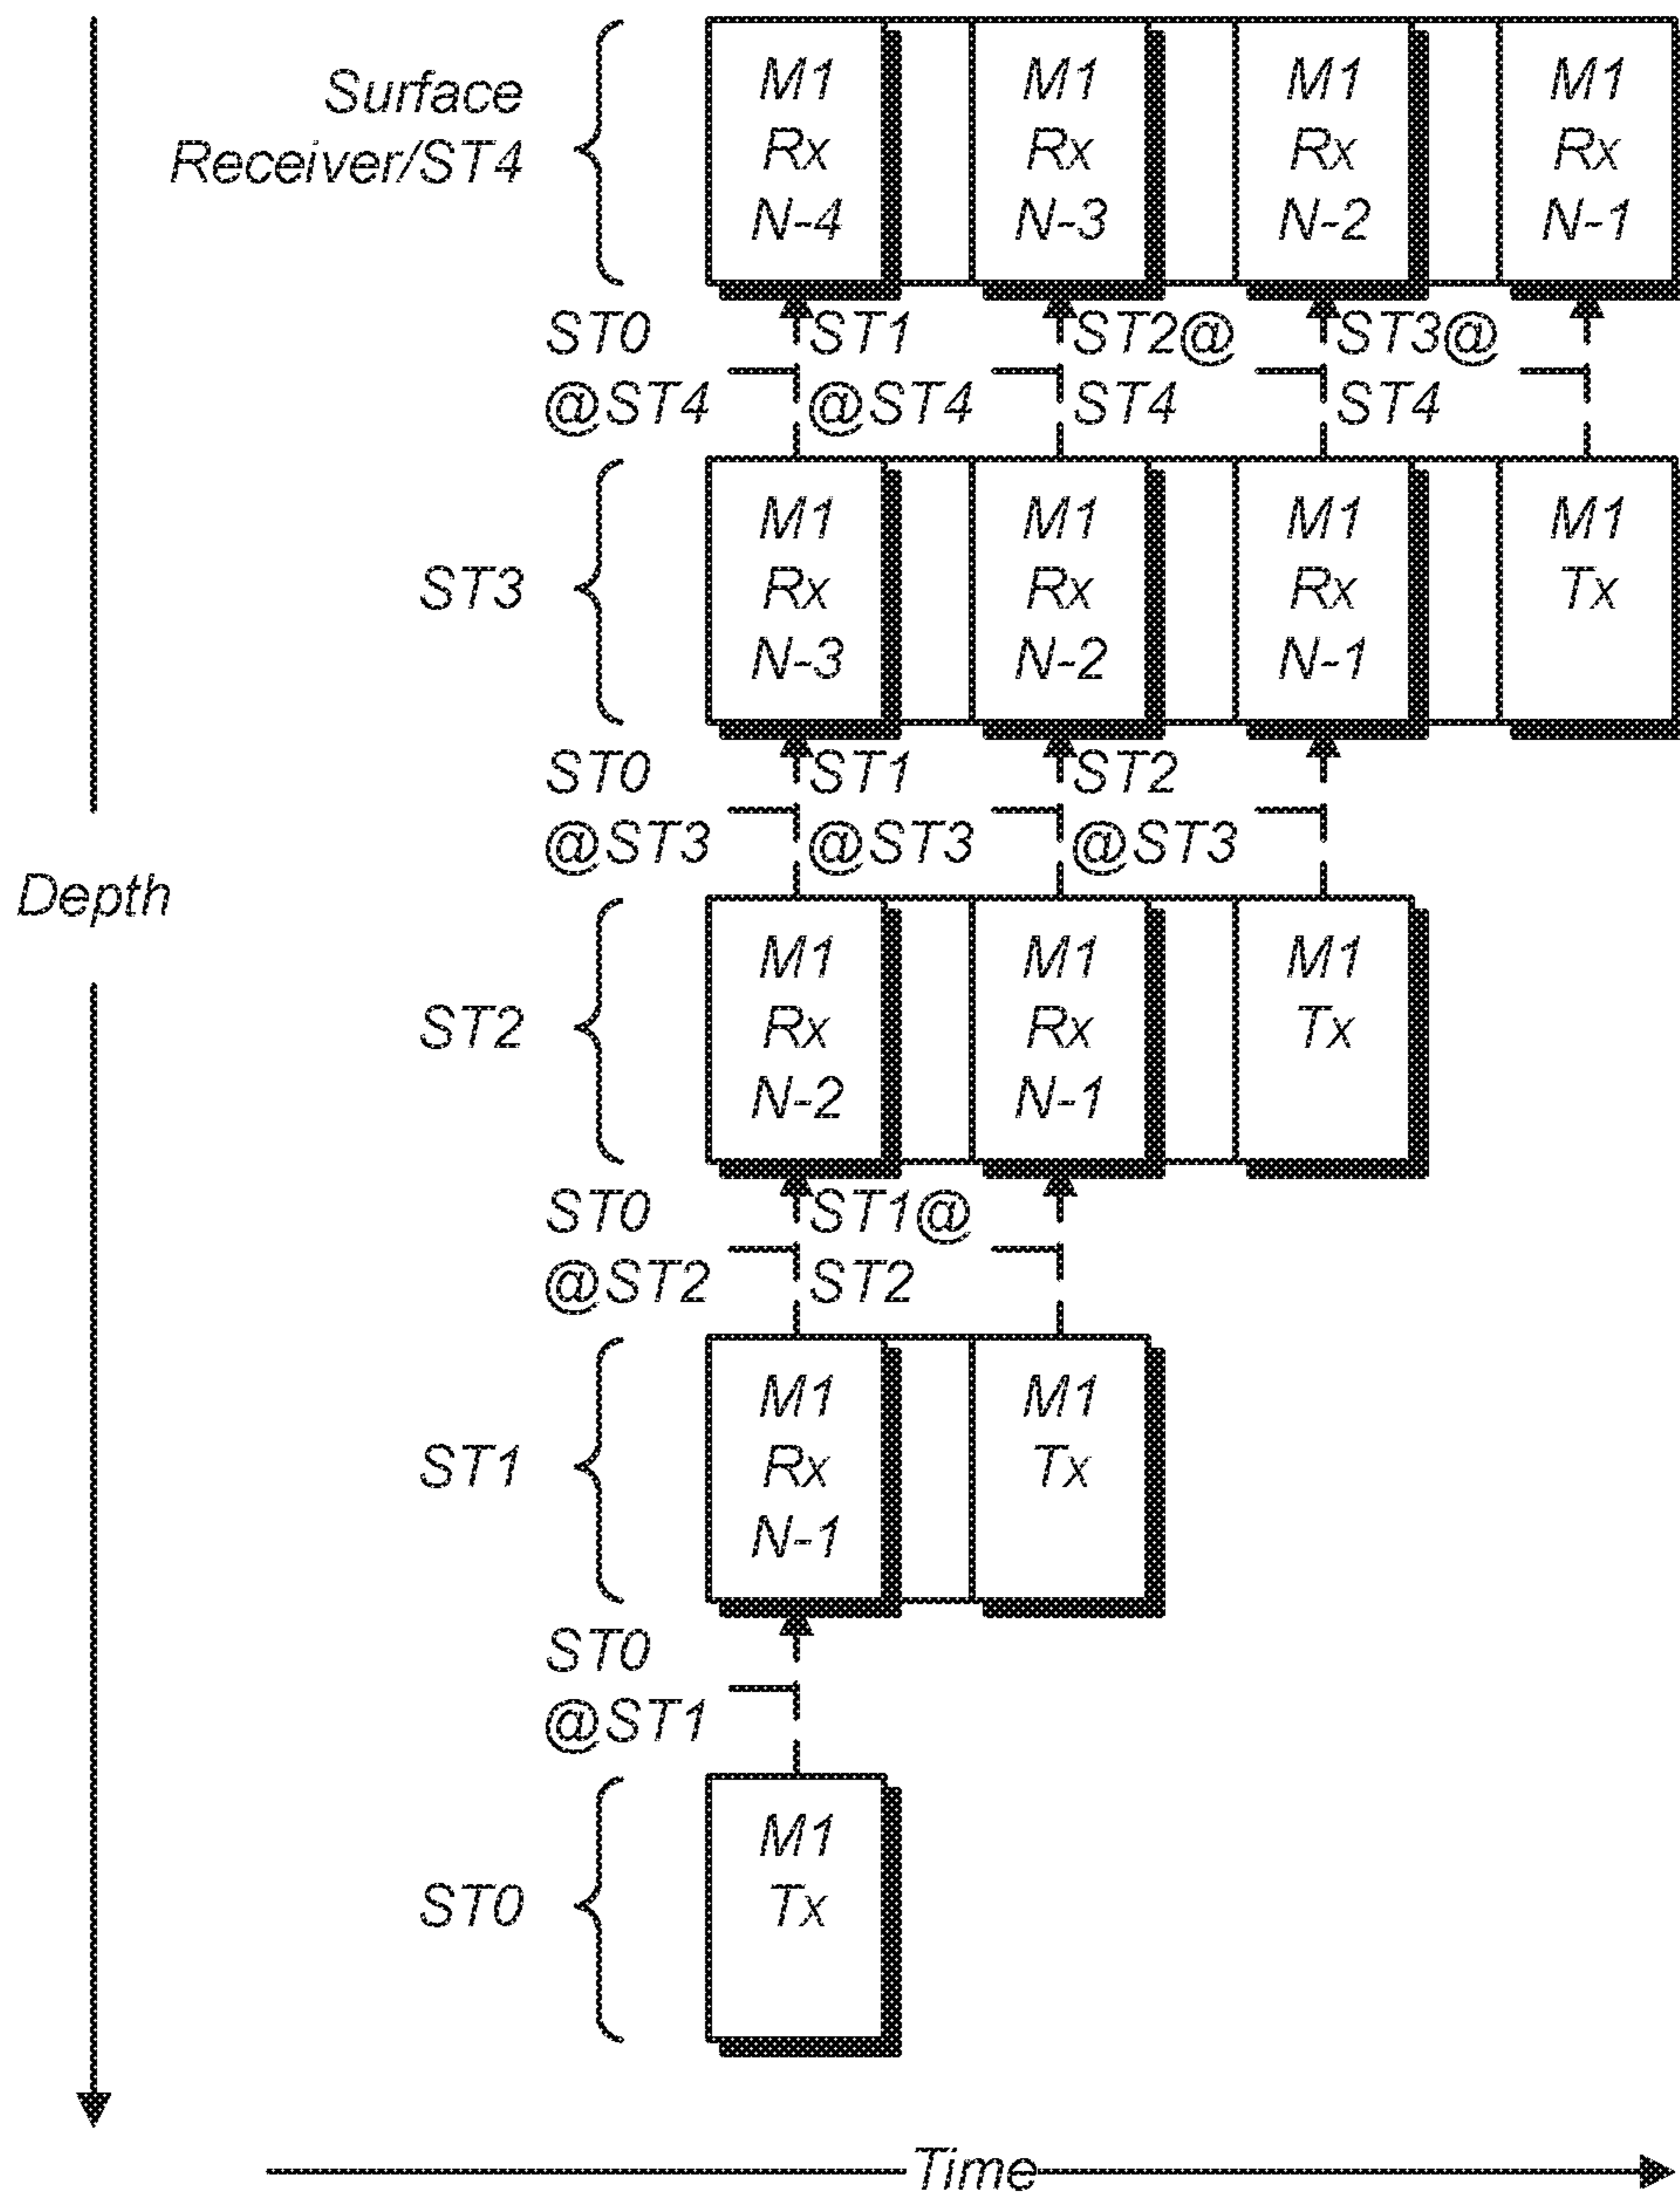 Surface
Receiver/ST4
M1
Rx
N-4
M1
Rx
N-3
M1
Rx
N-2
M1
Rx
N-1
ST0
@ST4
ST1
@ST4
ST2@
ST4
ST3@
ST4
ST3
M1
Rx
N-3
M1
Rx
N-2
M1
Rx
N-1
M1
Tx
ST0
@ST3
ST1
@ST3
ST2
@ST3
Depth
ST2
M1
Rx
N-2
M1
Rx
N-1
M1
Tx
ST0
@ST2
ST1@
ST2
ST1
M1
Rx
N-1
M1
Tx
ST0
@ST1
ST0
M1
Tx
Time